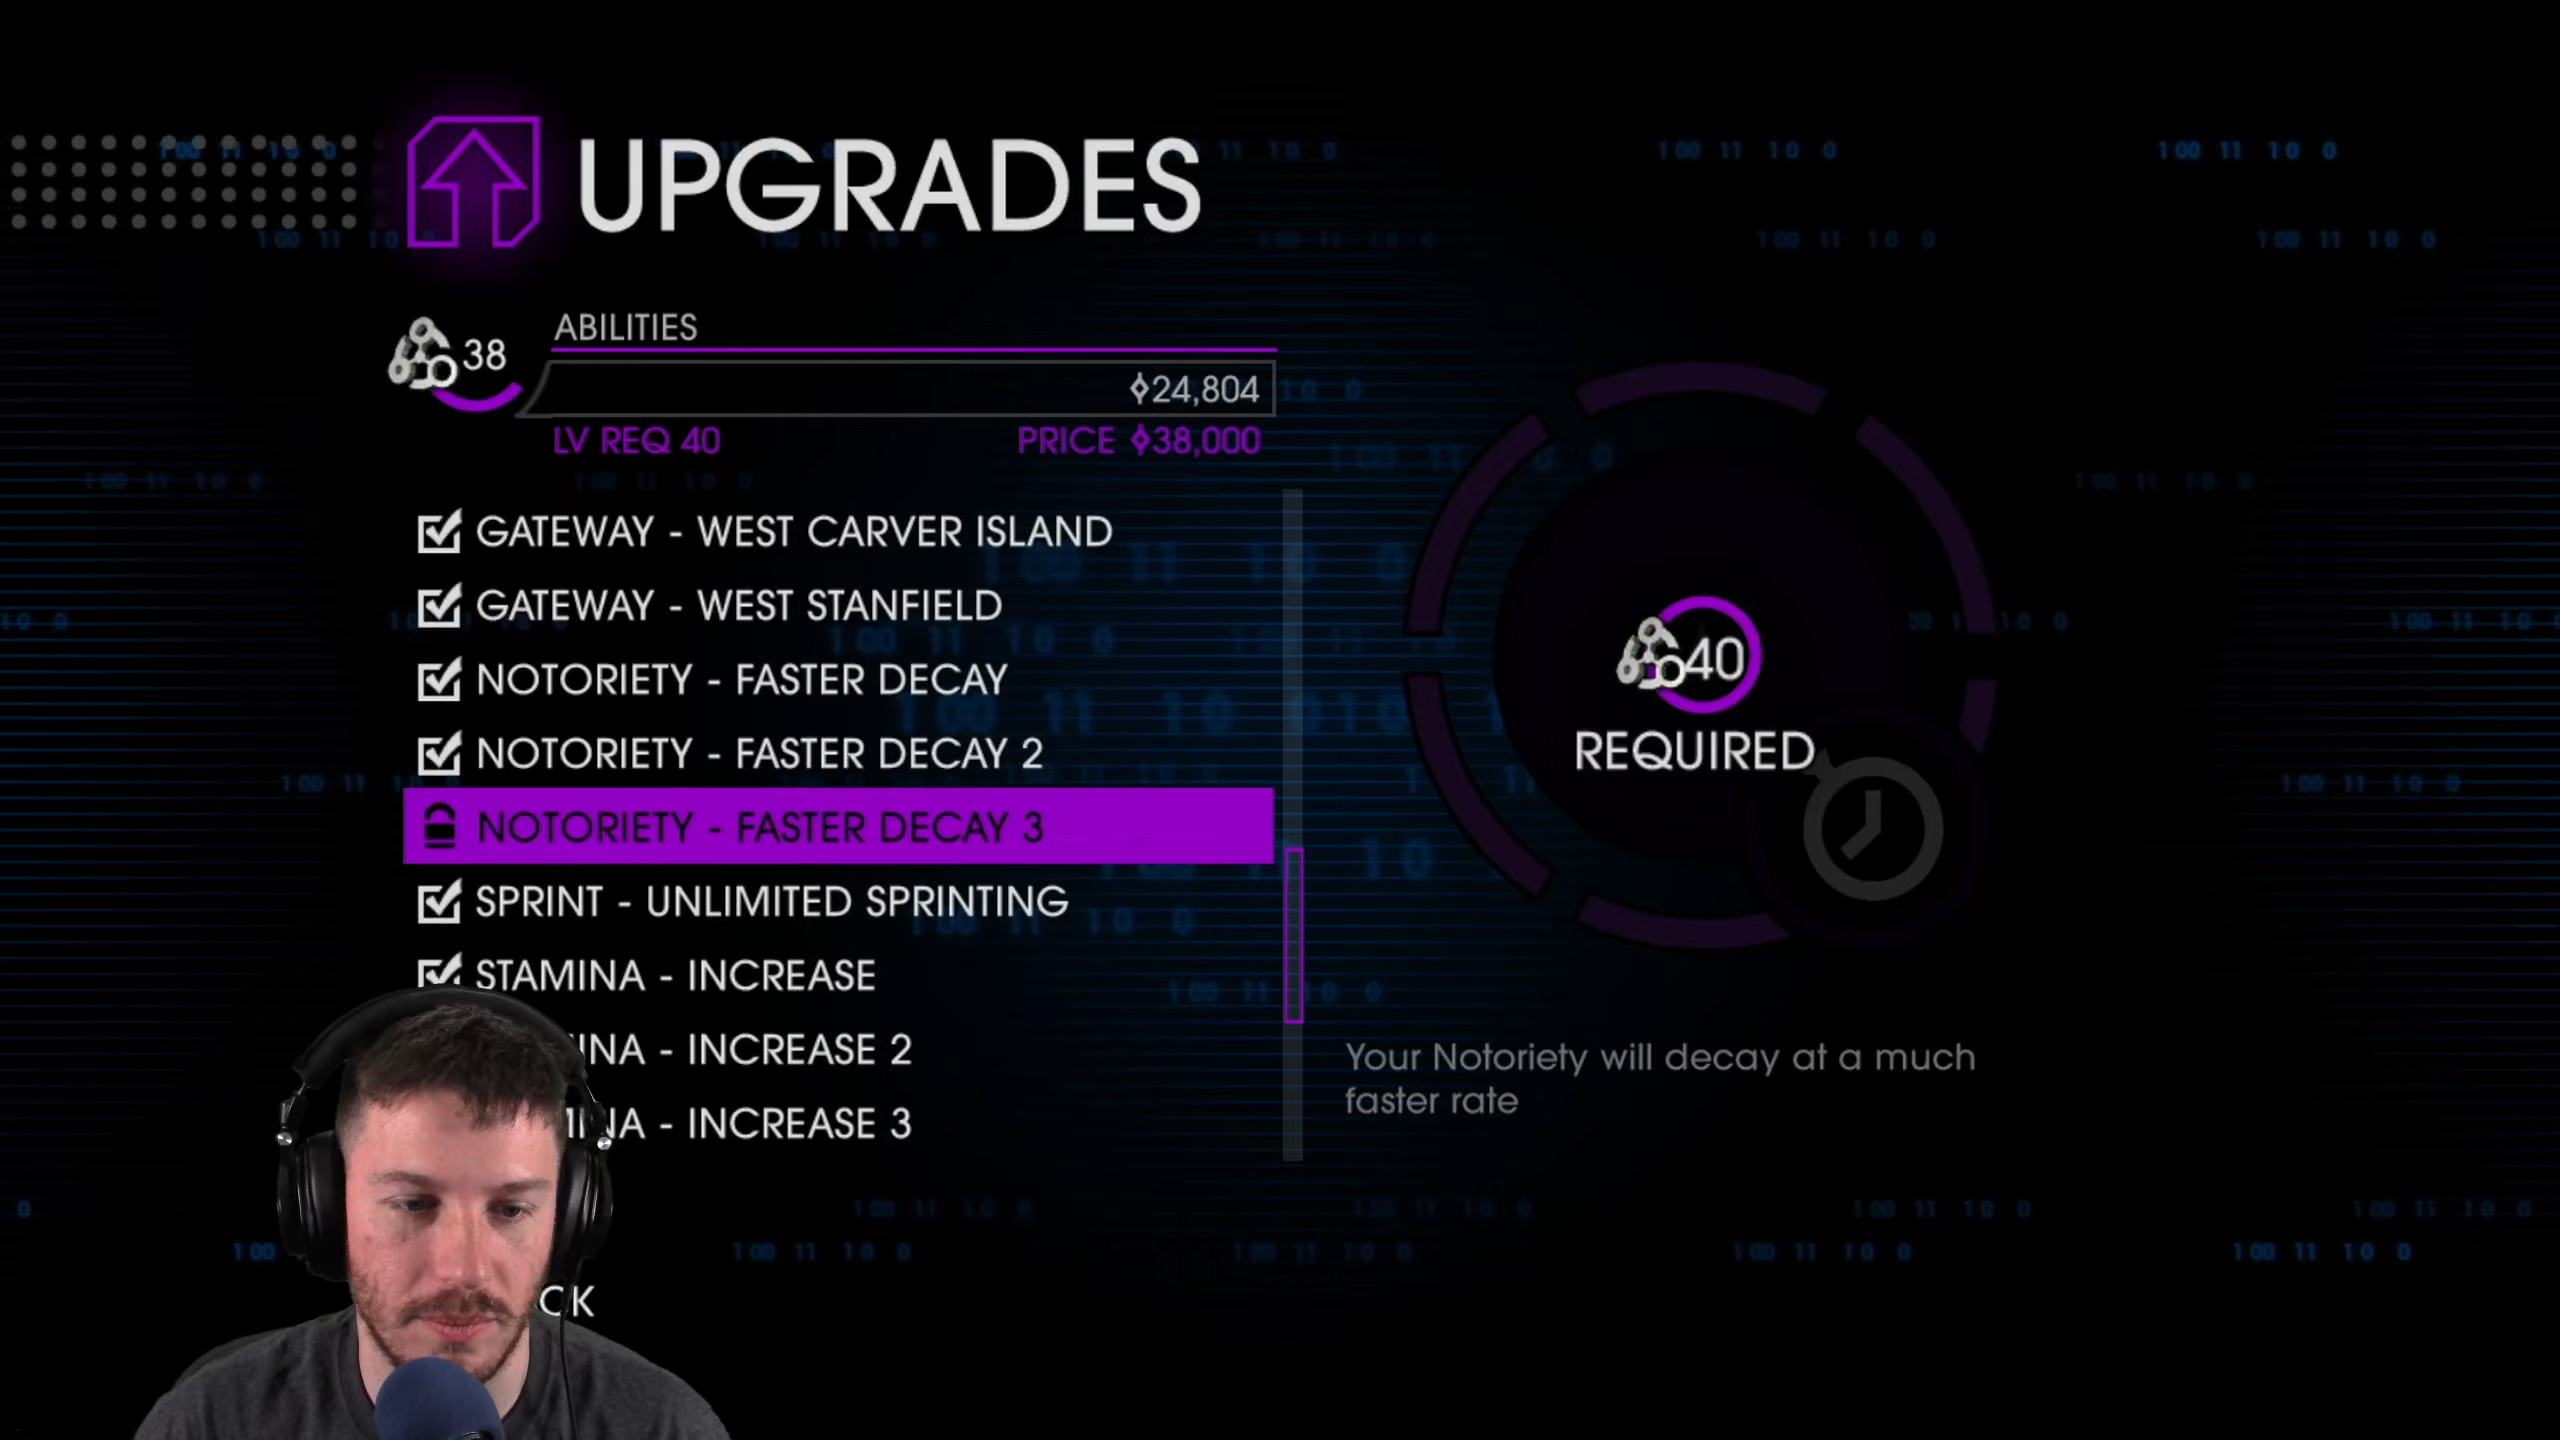 UPGRADES
38
ABILITIES
24,804
LV REQ 40
PRICE 38,000
GATEWAY - WEST CARVER ISLAND
GATEWAY - WEST STANFIELD
NOTORIETY - FASTER DECAY
NOTORIETY - FASTER DECAY 2
NOTORIETY - FASTER DECAY 3
SPRINT - UNLIMITED SPRINTING
STAMINA - INCREASE
INA - INCREASE 2
INA - INCREASE 3
CK
40
REQUIRED
Your Notoriety will decay at a much
faster rate